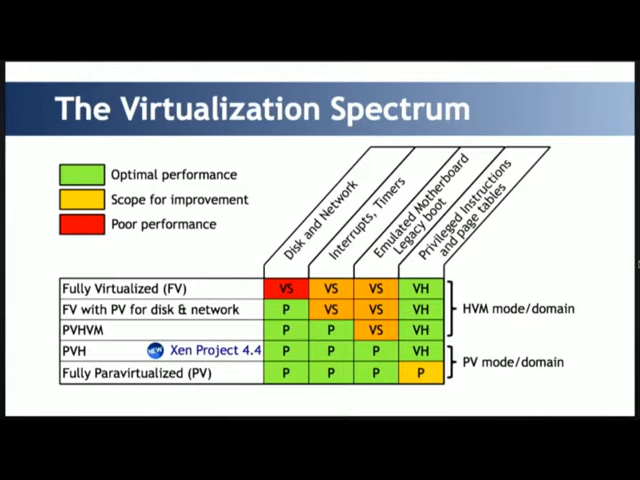 The Virtualization Spectrum
Optimal performance
Scope for improvement
Poor performance
Disk and Network
Interrupts, Timers
Emulated Motherboard
Legacy boot
Privileged Instructions
and page tables
Fully Virtualized (FV) VS VS VS VH
FV with PV for disk & network P VS VS VH
PVHVM P P VS VH
HVM mode/domain
PVH NEW Xen Project 4.4 P P P VH
Fully Paravirtualized (PV) P P P P
PV mode/domain